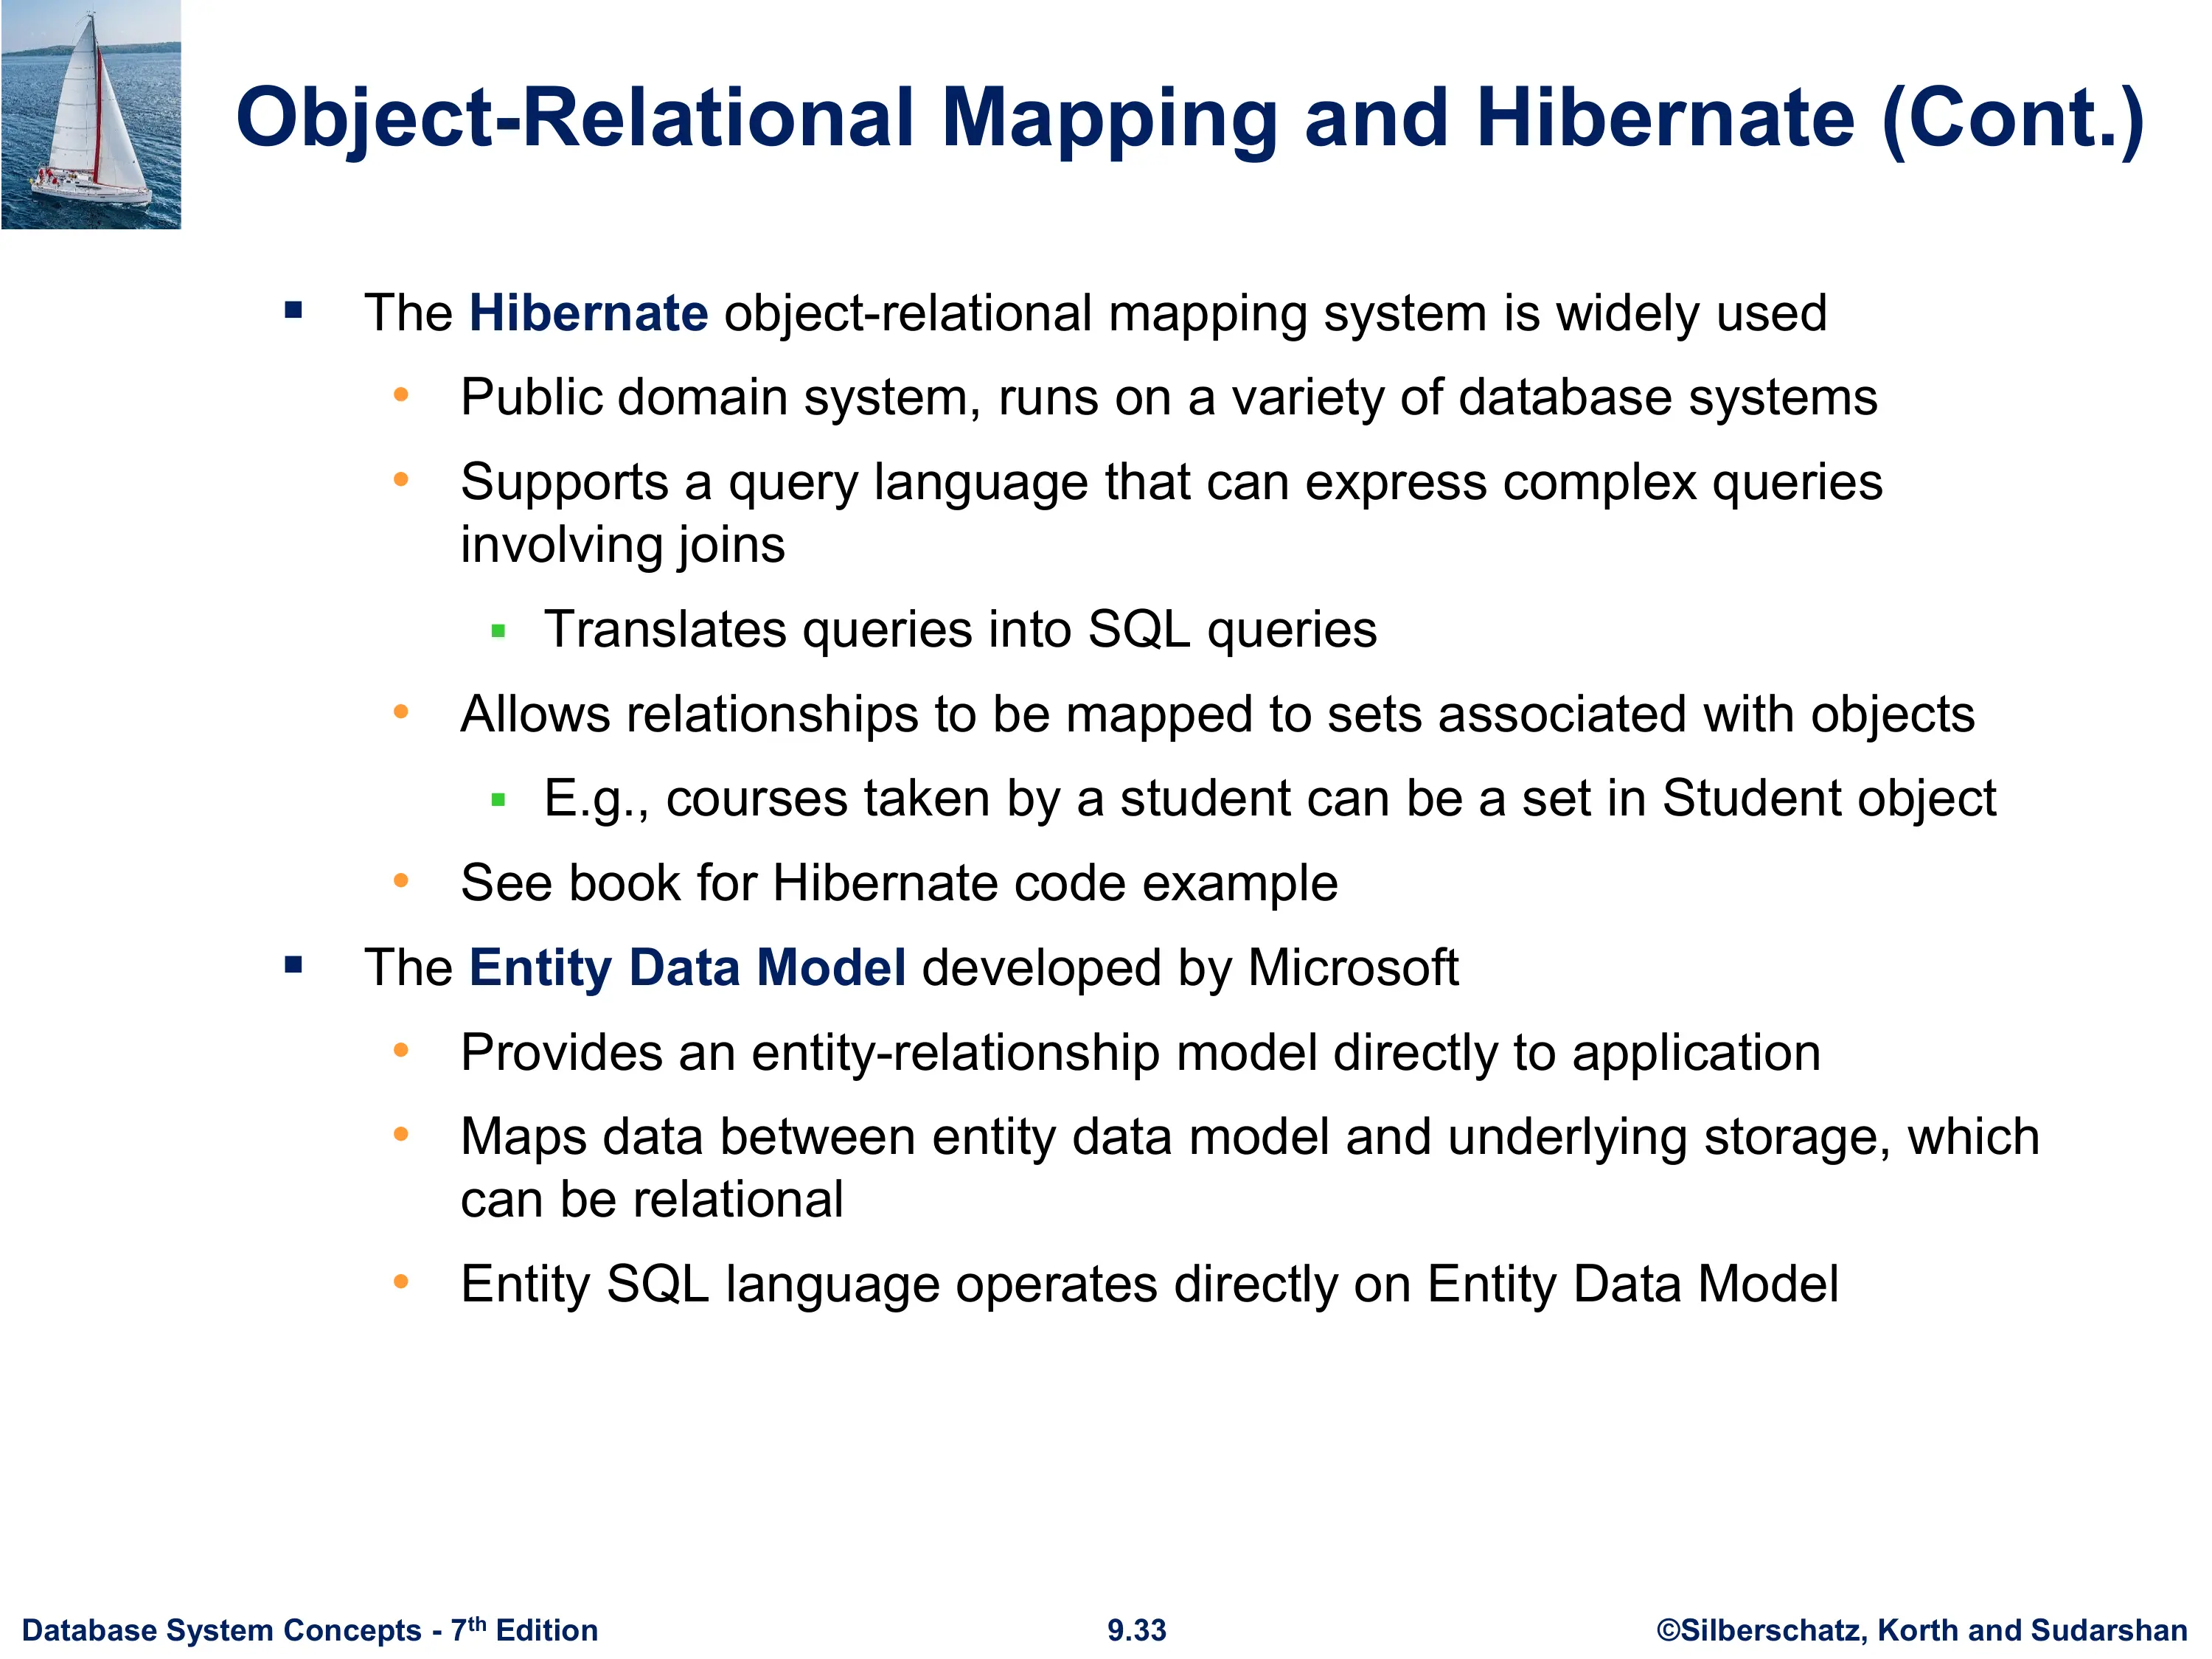 Object-Relational Mapping and Hibernate (Cont.)
▪ The Hibernate object-relational mapping system is widely used
• Public domain system, runs on a variety of database systems
• Supports a query language that can express complex queries
involving joins
▪ Translates queries into SQL queries
• Allows relationships to be mapped to sets associated with objects
▪ E.g., courses taken by a student can be a set in Student object
• See book for Hibernate code example
▪ The Entity Data Model developed by Microsoft
• Provides an entity-relationship model directly to application
• Maps data between entity data model and underlying storage, which
can be relational
• Entity SQL language operates directly on Entity Data Model
Database System Concepts - 7th Edition 9.33 ©Silberschatz, Korth and Sudarshan